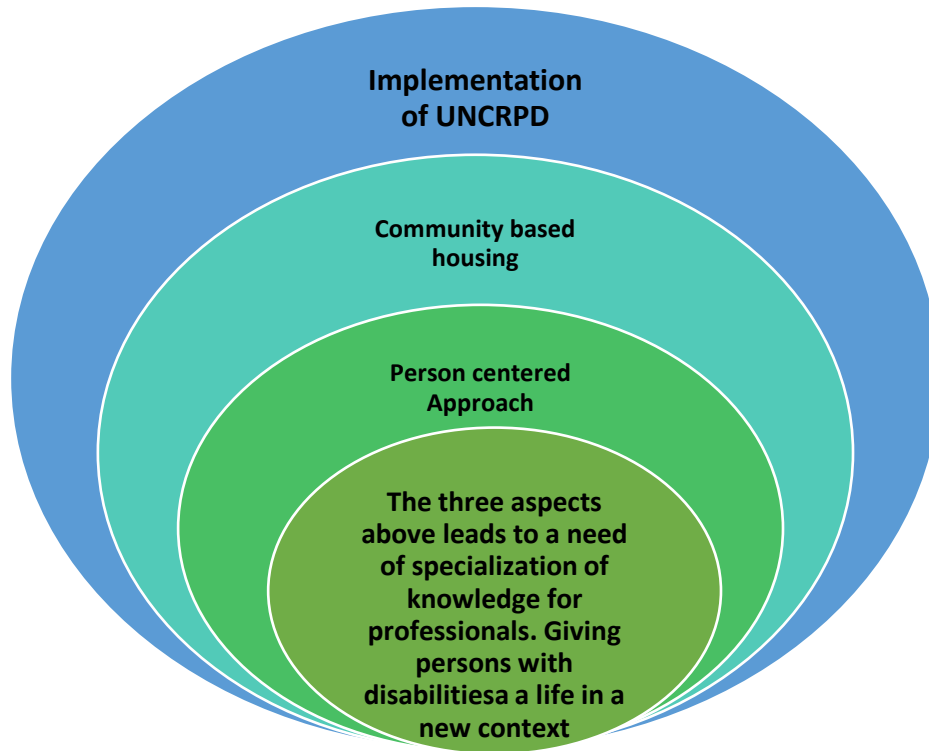 Implementation
of UNCRPD
Community based
housing
Person centered
Approach
The three aspects
above leads to a need
of specialization of
knowledge for
professionals. Giving
persons with
disabilitiesa a life in a
new context